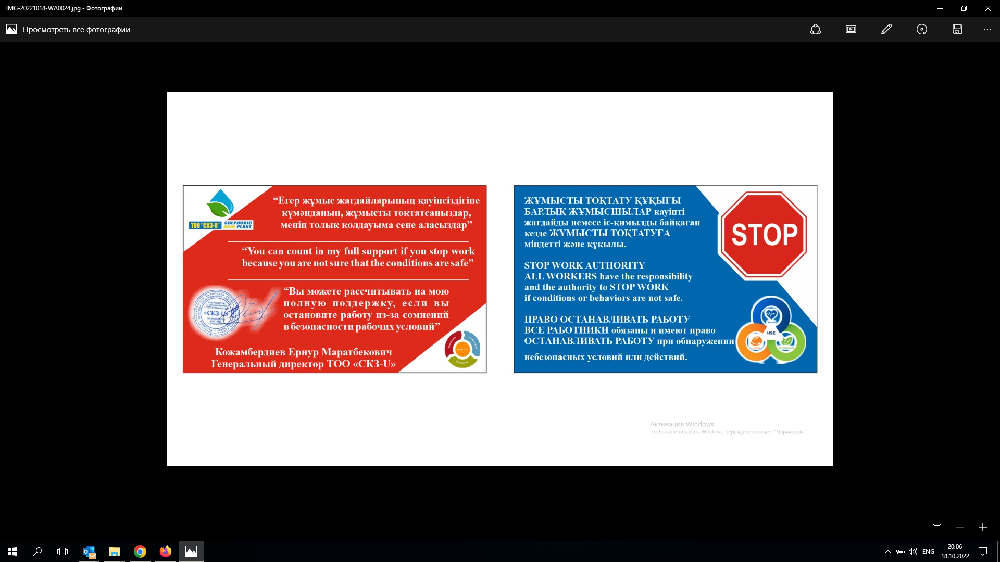 IMG-20221018-WA0024.jpg - Фотографии
Просмотреть все фотографии
ТОО "СКЗ-U" SULPHURIC ACID PLANT
“Егер жұмыс жағдайларының қауіпсіздігіне
күмәнданып, жұмысты тоқтатсаңыздар,
менің толық қолдауыма сене аласыздар”
“You can count in my full support if you stop work
because you are not sure that the conditions are safe”
“Вы можете рассчитывать на мою
полную поддержку, если вы
остановите работу из-за сомнений
в безопасности рабочих условий”
«СКЗ-U»
Кожамбердиев Ернур Маратбекович
Генеральный директор ТОО «СКЗ-U»
ЖҰМЫСТЫ ТОҚТАТУ ҚҰҚЫҒЫ
БАРЛЫҚ ЖҰМЫСШЫЛАР қауіпті
жағдайды немесе іс-қимылды байқаған
кезде ЖҰМЫСТЫ ТОҚТАТУҒА
міндетті және құқылы.
STOP WORK AUTHORITY
ALL WORKERS have the responsibility
and the authority to STOP WORK
if conditions or behaviors are not safe.
ПРАВО ОСТАНАВЛИВАТЬ РАБОТУ
ВСЕ РАБОТНИКИ обязаны и имеют право
ОСТАНАВЛИВАТЬ РАБОТУ при обнаружении
небезопасных условий или действий.
STOP
Health
HSE
Активация Windows
Чтобы активировать Windows, перейдите в раздел "Параметры".
ENG
20:06
18.10.2022